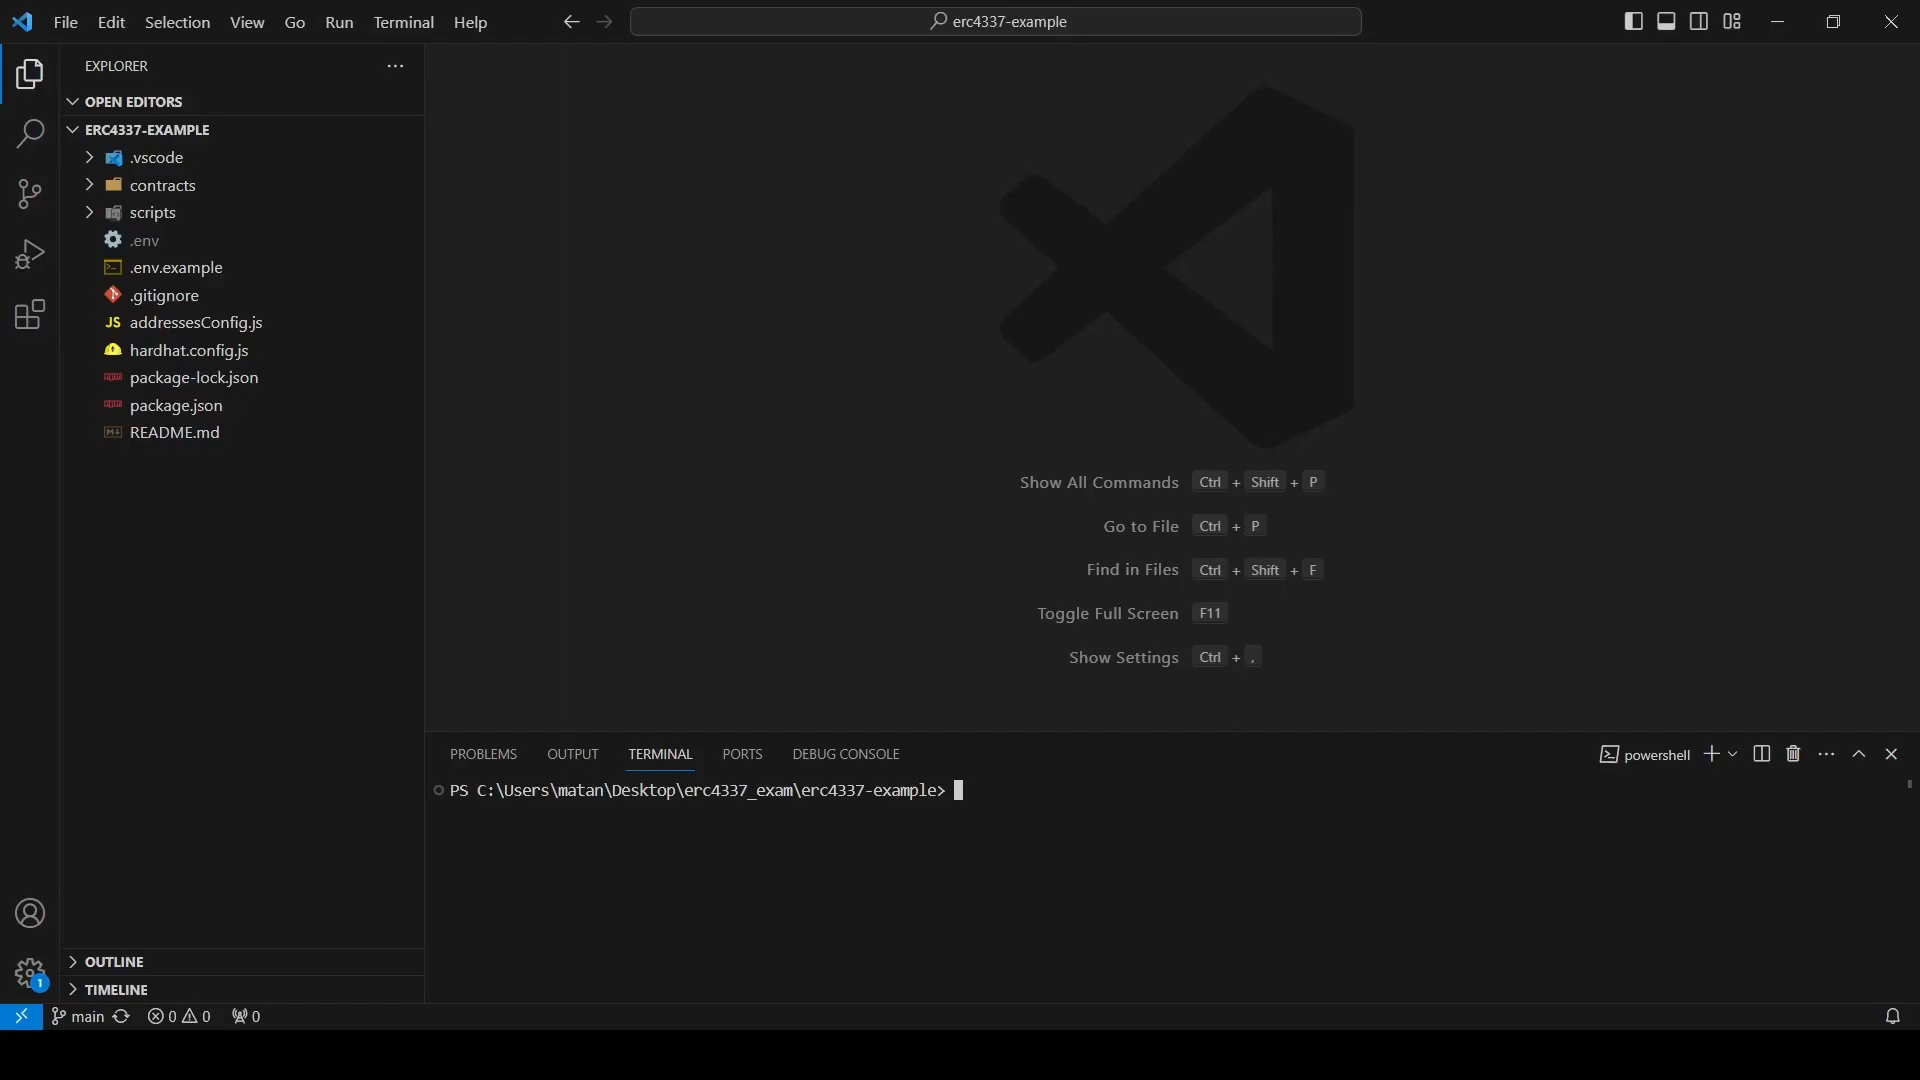 File Edit Selection View Go Run Terminal Help
erc4337-example
EXPLORER
OPEN EDITORS
ERC4337-EXAMPLE
.vscode
contracts
scripts
.env
.env.example
.gitignore
JS addressesConfig.js
hardhat.config.js
package-lock.json
package.json
README.md
Show All Commands Ctrl + Shift + P
Go to File Ctrl + P
Find in Files Ctrl + Shift + F
Toggle Full Screen F11
Show Settings Ctrl + ,
PROBLEMS OUTPUT TERMINAL PORTS DEBUG CONSOLE
powershell
PS C:\Users\matan\Desktop\erc4337_exam\erc4337-example>
OUTLINE
1
TIMELINE
main 0 0 0